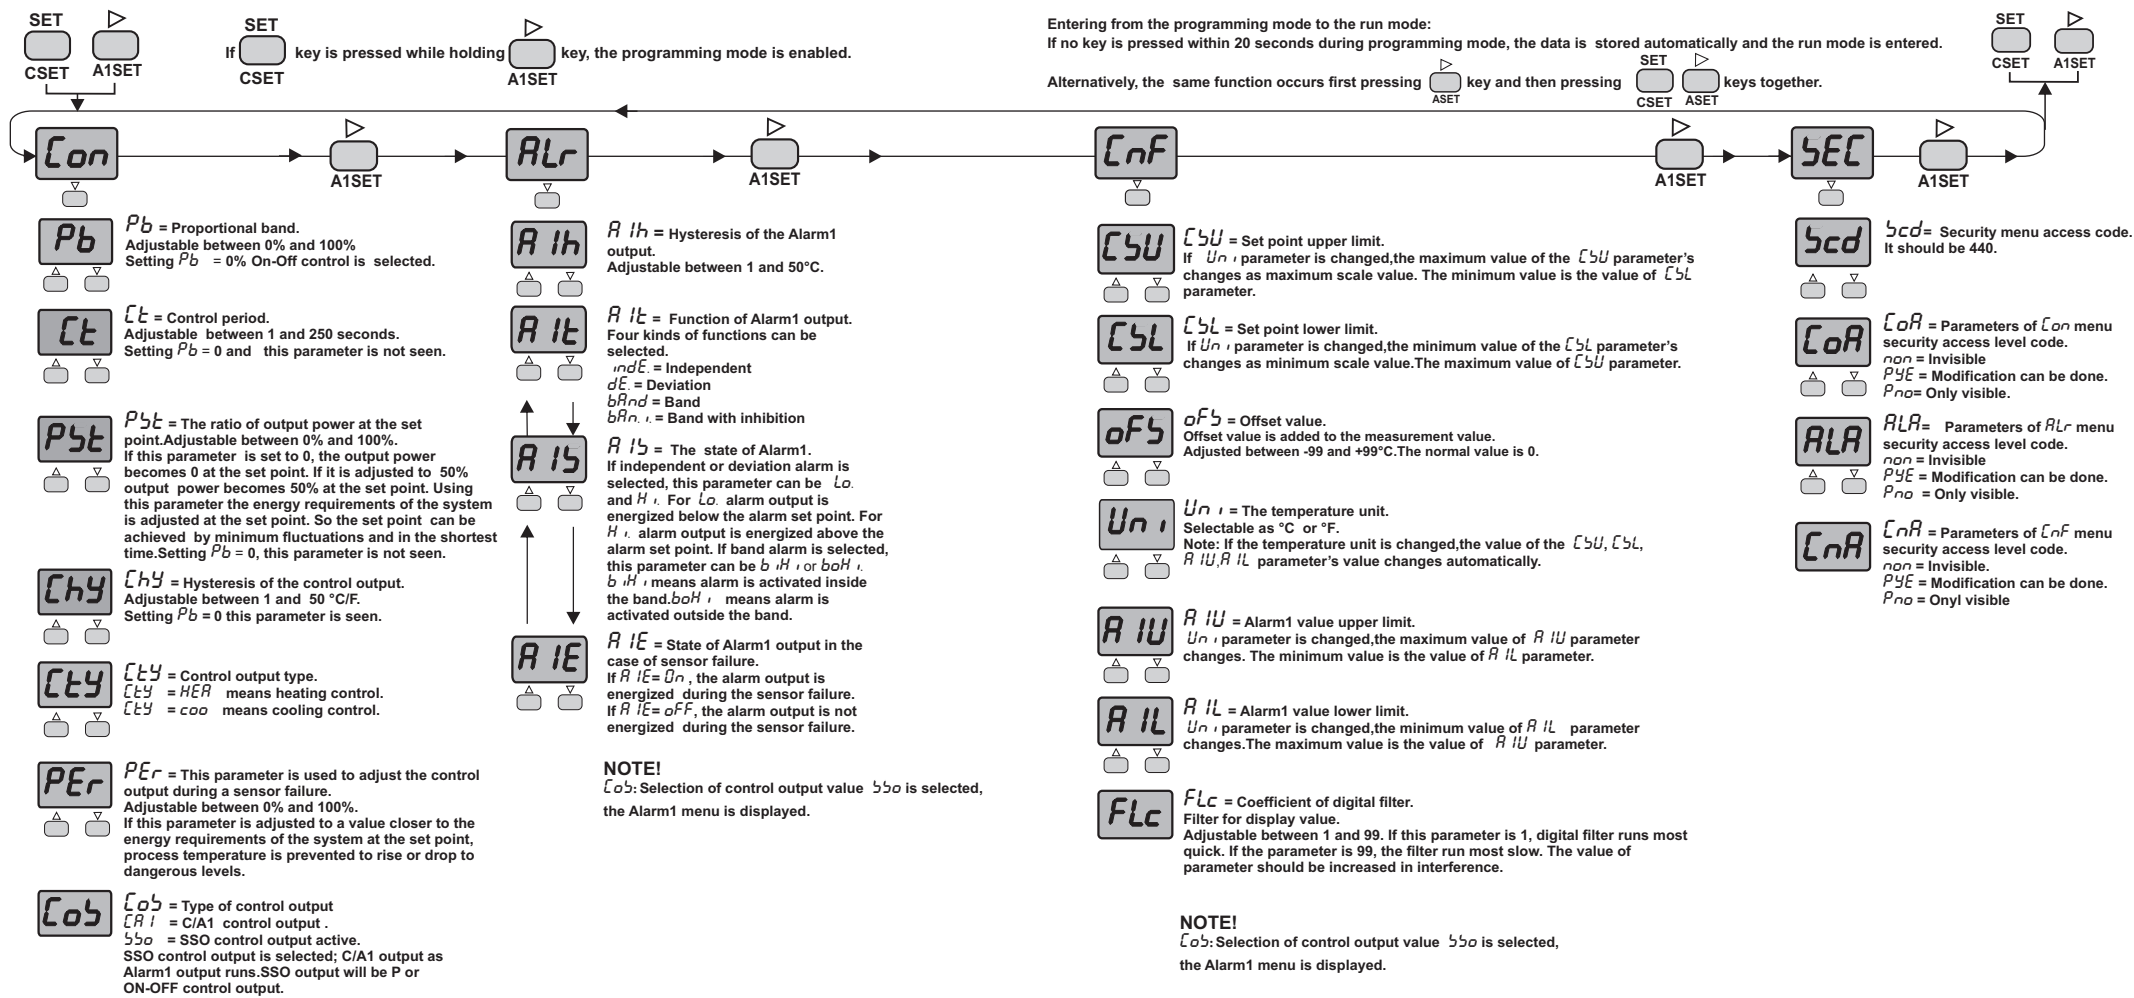 SET
CSET
A1SET
SET
If key is pressed while holding key, the programming mode is enabled.
CSET
A1SET
Entering from the programming mode to the run mode:
If no key is pressed within 20 seconds during programming mode, the data is stored automatically and the run mode is entered.
Alternatively, the same function occurs first pressing key and then pressing keys together.
ASET
SET
CSET
ASET
SET
CSET
A1SET
Con
A1SET
ALr
A1SET
CnF
A1SET
SEC
A1SET
Pb
Pb = Proportional band.
Adjustable between 0% and 100%
Setting Pb = 0% On-Off control is selected.
Ct
Ct = Control period.
Adjustable between 1 and 250 seconds.
Setting Pb = 0 and this parameter is not seen.
PSt
PSt = The ratio of output power at the set
point.Adjustable between 0% and 100%.
If this parameter is set to 0, the output power
becomes 0 at the set point. If it is adjusted to 50%
output power becomes 50% at the set point. Using
this parameter the energy requirements of the system
is adjusted at the set point. So the set point can be
achieved by minimum fluctuations and in the shortest
time.Setting Pb = 0, this parameter is not seen.
ChY
ChY = Hysteresis of the control output.
Adjustable between 1 and 50 °C/F.
Setting Pb = 0 this parameter is seen.
CtY
CtY = Control output type.
CtY = HEA means heating control.
CtY = coo means cooling control.
PEr
PEr = This parameter is used to adjust the control
output during a sensor failure.
Adjustable between 0% and 100%.
If this parameter is adjusted to a value closer to the
energy requirements of the system at the set point,
process temperature is prevented to rise or drop to
dangerous levels.
CoS
CoS = Type of control output
CA1 = C/A1 control output .
SSo = SSO control output active.
SSO control output is selected; C/A1 output as
Alarm1 output runs.SSO output will be P or
ON-OFF control output.
A1h
A1h = Hysteresis of the Alarm1
output.
Adjustable between 1 and 50°C.
A1t
A1t = Function of Alarm1 output.
Four kinds of functions can be
selected.
indE. = Independent
dE. = Deviation
bAnd = Band
bAn.i. = Band with inhibition
A1S
A1S = The state of Alarm1.
If independent or deviation alarm is
selected, this parameter can be Lo.
and Hi. For Lo. alarm output is
energized below the alarm set point. For
Hi. alarm output is energized above the
alarm set point. If band alarm is selected,
this parameter can be biHi or boHi.
biHi means alarm is activated inside
the band.boHi means alarm is
activated outside the band.
A1E
A1E = State of Alarm1 output in the
case of sensor failure.
If A1E= On , the alarm output is
energized during the sensor failure.
If A1E= oFF, the alarm output is not
energized during the sensor failure.
NOTE!
CoS: Selection of control output value SSo is selected,
the Alarm1 menu is displayed.
CSU
CSU = Set point upper limit.
If Uni parameter is changed,the maximum value of the CSU parameter's
changes as maximum scale value. The minimum value is the value of CSL
parameter.
CSL
CSL = Set point lower limit.
If Uni parameter is changed,the minimum value of the CSL parameter's
changes as minimum scale value.The maximum value of CSU parameter.
oFS
oFS = Offset value.
Offset value is added to the measurement value.
Adjusted between -99 and +99°C.The normal value is 0.
Uni
Uni = The temperature unit.
Selectable as °C or °F.
Note: If the temperature unit is changed,the value of the CSU, CSL,
A1U,A1L parameter's value changes automatically.
A1U
A1U = Alarm1 value upper limit.
Uni parameter is changed,the maximum value of A1U parameter
changes. The minimum value is the value of A1L parameter.
A1L
A1L = Alarm1 value lower limit.
Uni parameter is changed,the minimum value of A1L parameter
changes.The maximum value is the value of A1U parameter.
FLc
FLc = Coefficient of digital filter.
Filter for display value.
Adjustable between 1 and 99. If this parameter is 1, digital filter runs most
quick. If the parameter is 99, the filter run most slow. The value of
parameter should be increased in interference.
NOTE!
CoS: Selection of control output value SSo is selected,
the Alarm1 menu is displayed.
Scd
Scd= Security menu access code.
It should be 440.
CoA
CoA = Parameters of Con menu
security access level code.
non = Invisible
PYE = Modification can be done.
Pno= Only visible.
ALA
ALA= Parameters of ALr menu
security access level code.
non = Invisible
PYE = Modification can be done.
Pno = Only visible.
CnA
CnA = Parameters of CnF menu
security access level code.
non = Invisible.
PYE = Modification can be done.
Pno = Onyl visible